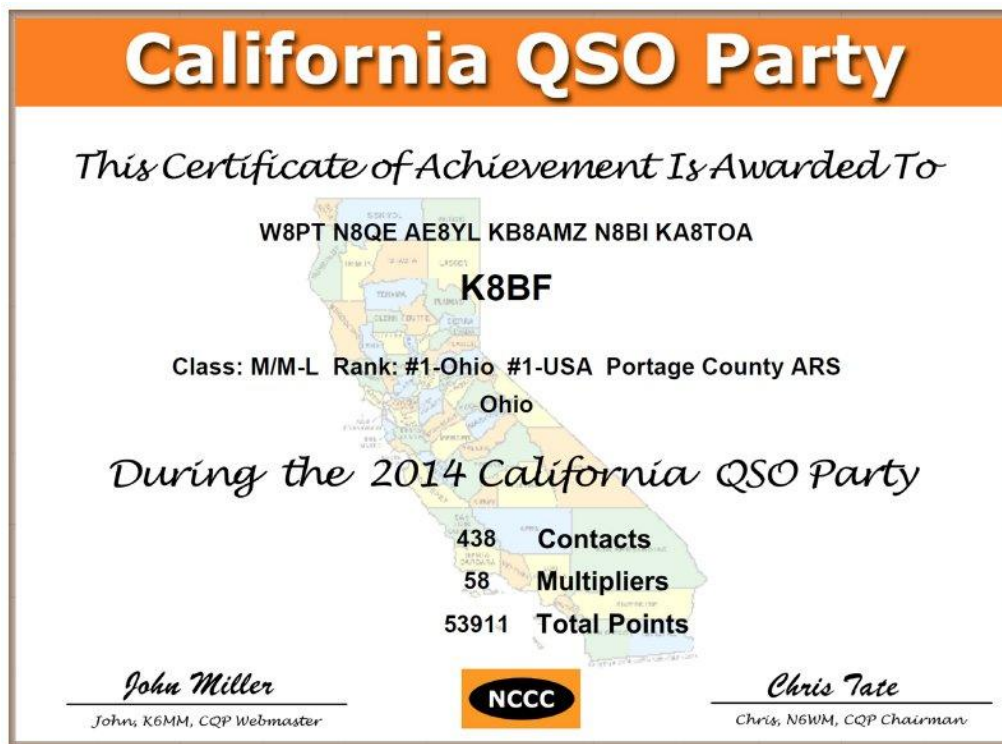 California QSO Party
This Certificate of Achievement Is Awarded To
W8PT N8QE AE8YL KB8AMZ N8BI KA8TOA
K8BF
Class: M/M-L Rank: #1-Ohio #1-USA Portage County ARS
Ohio
During the 2014 California QSO Party
438 Contacts
58 Multipliers
53911 Total Points
John Miller
John, K6MM, CQP Webmaster
NCCC
Chris Tate
Chris, N6WM, CQP Chairman